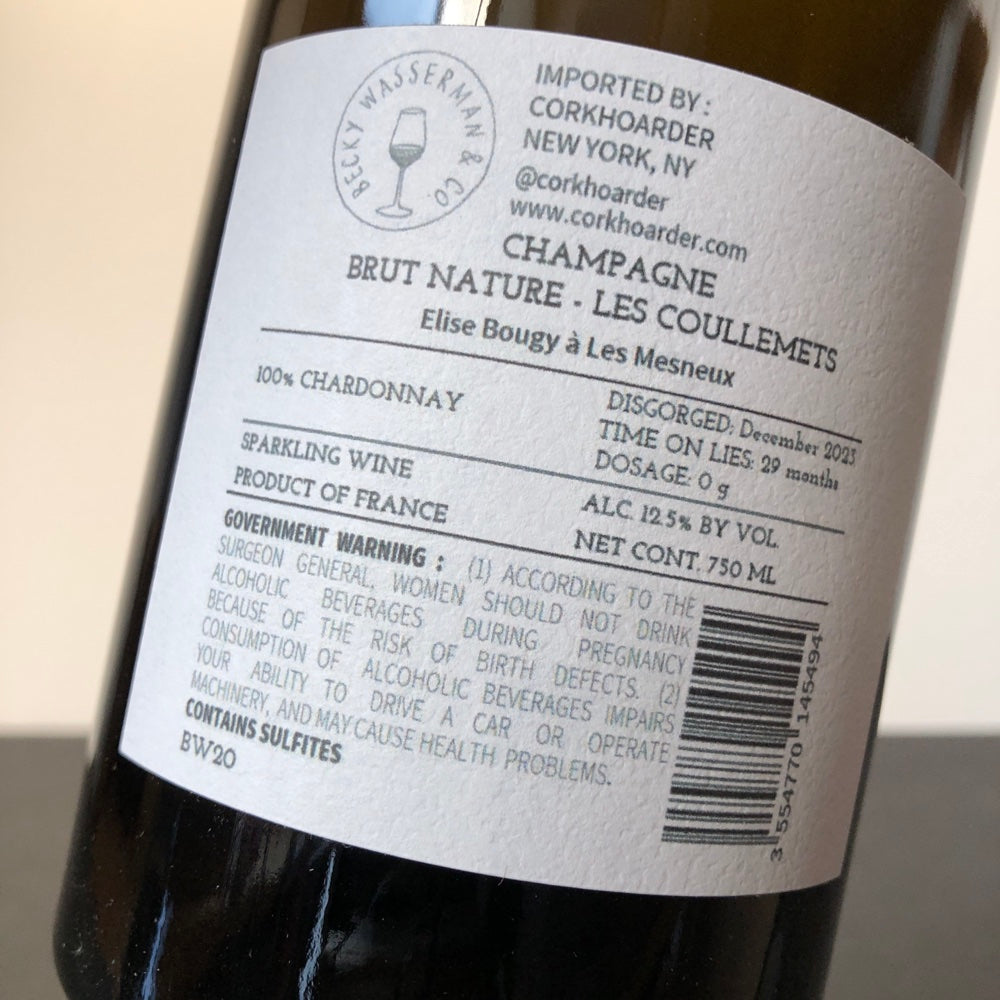 BECKY WASSERMAN & CO.
IMPORTED BY:
CORKHOARDER
NEW YORK, NY
@corkhoarder
www.corkhoarder.com
CHAMPAGNE
BRUT NATURE - LES COULLEMETS
Elise Bougy à Les Mesneux
100% CHARDONNAY
DISGORGED: December 2023
TIME ON LIES: 29 months
DOSAGE: 0 g
SPARKLING WINE
PRODUCT OF FRANCE
ALC. 12.5% BY VOL.
NET CONT. 750 ML
GOVERNMENT WARNING : (1) ACCORDING TO THE
SURGEON GENERAL, WOMEN SHOULD NOT DRINK
ALCOHOLIC BEVERAGES DURING PREGNANCY
BECAUSE OF THE RISK OF BIRTH DEFECTS. (2)
CONSUMPTION OF ALCOHOLIC BEVERAGES IMPAIRS
YOUR ABILITY TO DRIVE A CAR OR OPERATE
MACHINERY, AND MAY CAUSE HEALTH PROBLEMS.
CONTAINS SULFITES
BW20
3 554770 145494